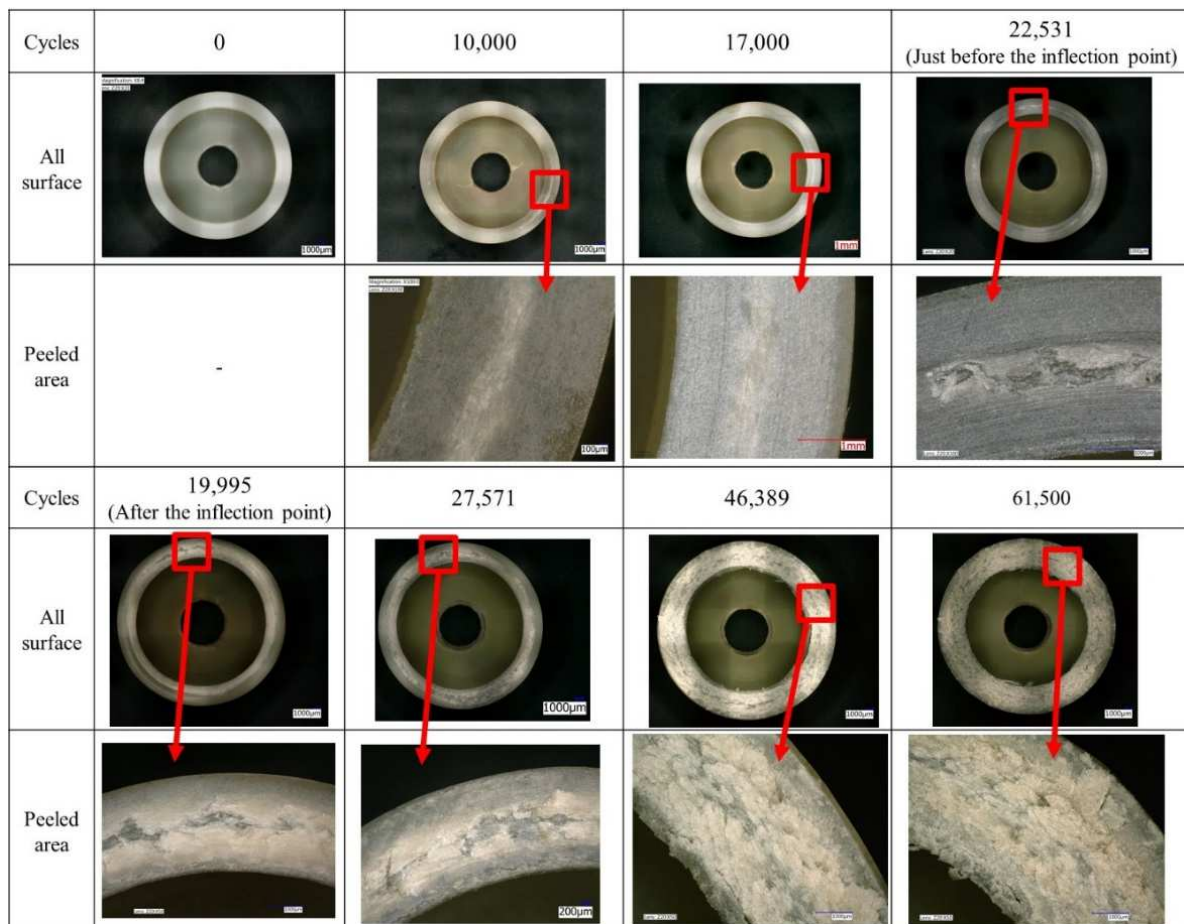 Cycles 0 10,000 17,000 22,531
(Just before the inflection point)
All
surface
1000μm 1000μm 1mm
Peeled
area
-
100μm 1mm
Cycles 19,995 27,571 46,389 61,500
(After the inflection point)
All
surface
1000μm 1000μm 1000μm 1000μm
Peeled
area
200μm